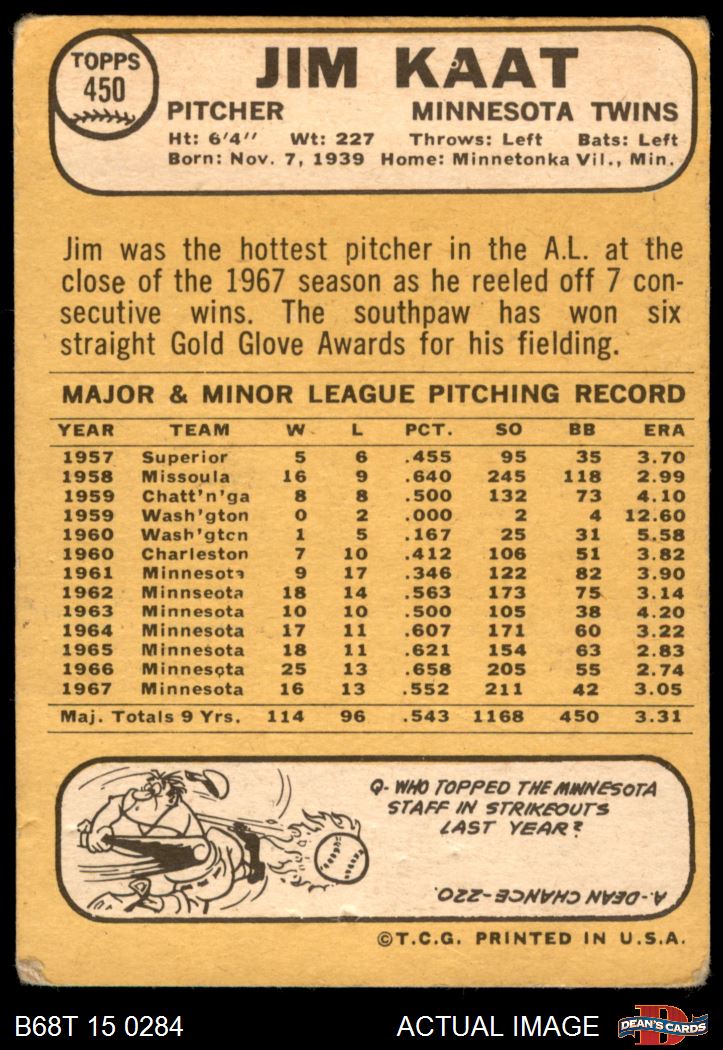 TOPPS
450
JIM KAAT
PITCHER MINNESOTA TWINS
Ht: 6'4" Wt: 227 Throws: Left Bats: Left
Born: Nov. 7, 1939 Home: Minnetonka Vil., Min.
Jim was the hottest pitcher in the A.L. at the
close of the 1967 season as he reeled off 7 con-
secutive wins. The southpaw has won six
straight Gold Glove Awards for his fielding.
MAJOR & MINOR LEAGUE PITCHING RECORD
YEAR TEAM W L PCT. SO BB ERA
1957 Superior 5 6 .455 95 35 3.70
1958 Missoula 16 9 .640 245 118 2.99
1959 Chatt'n'ga 8 8 .500 132 73 4.10
1959 Wash'gton 0 2 .000 2 4 12.60
1960 Wash'gton 1 5 .167 25 31 5.58
1960 Charleston 7 10 .412 106 51 3.82
1961 Minnesota 9 17 .346 122 82 3.90
1962 Minnseota 18 14 .563 173 75 3.14
1963 Minnesota 10 10 .500 105 38 4.20
1964 Minnesota 17 11 .607 171 60 3.22
1965 Minnesota 18 11 .621 154 63 2.83
1966 Minnesota 25 13 .658 205 55 2.74
1967 Minnesota 16 13 .552 211 42 3.05
Maj. Totals 9 Yrs. 114 96 .543 1168 450 3.31
Q- WHO TOPPED THE MINNESOTA
STAFF IN STRIKEOUTS
LAST YEAR?
A- DEAN CHANCE-220.
©T.C.G. PRINTED IN U.S.A.
B68T 15 0284 ACTUAL IMAGE
D
DEAN'S CARDS